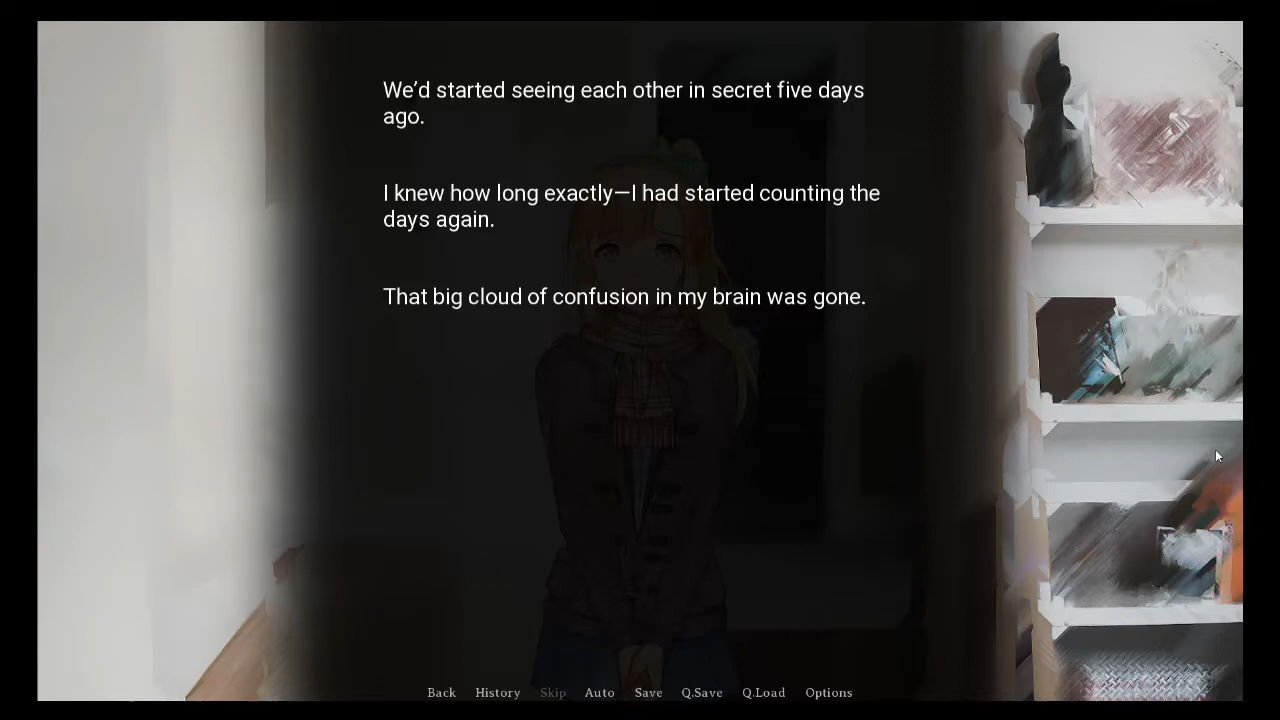 We’d started seeing each other in secret five days
ago.
I knew how long exactly—I had started counting the
days again.
That big cloud of confusion in my brain was gone.
Back History Skip Auto Save Q.Save Q.Load Options